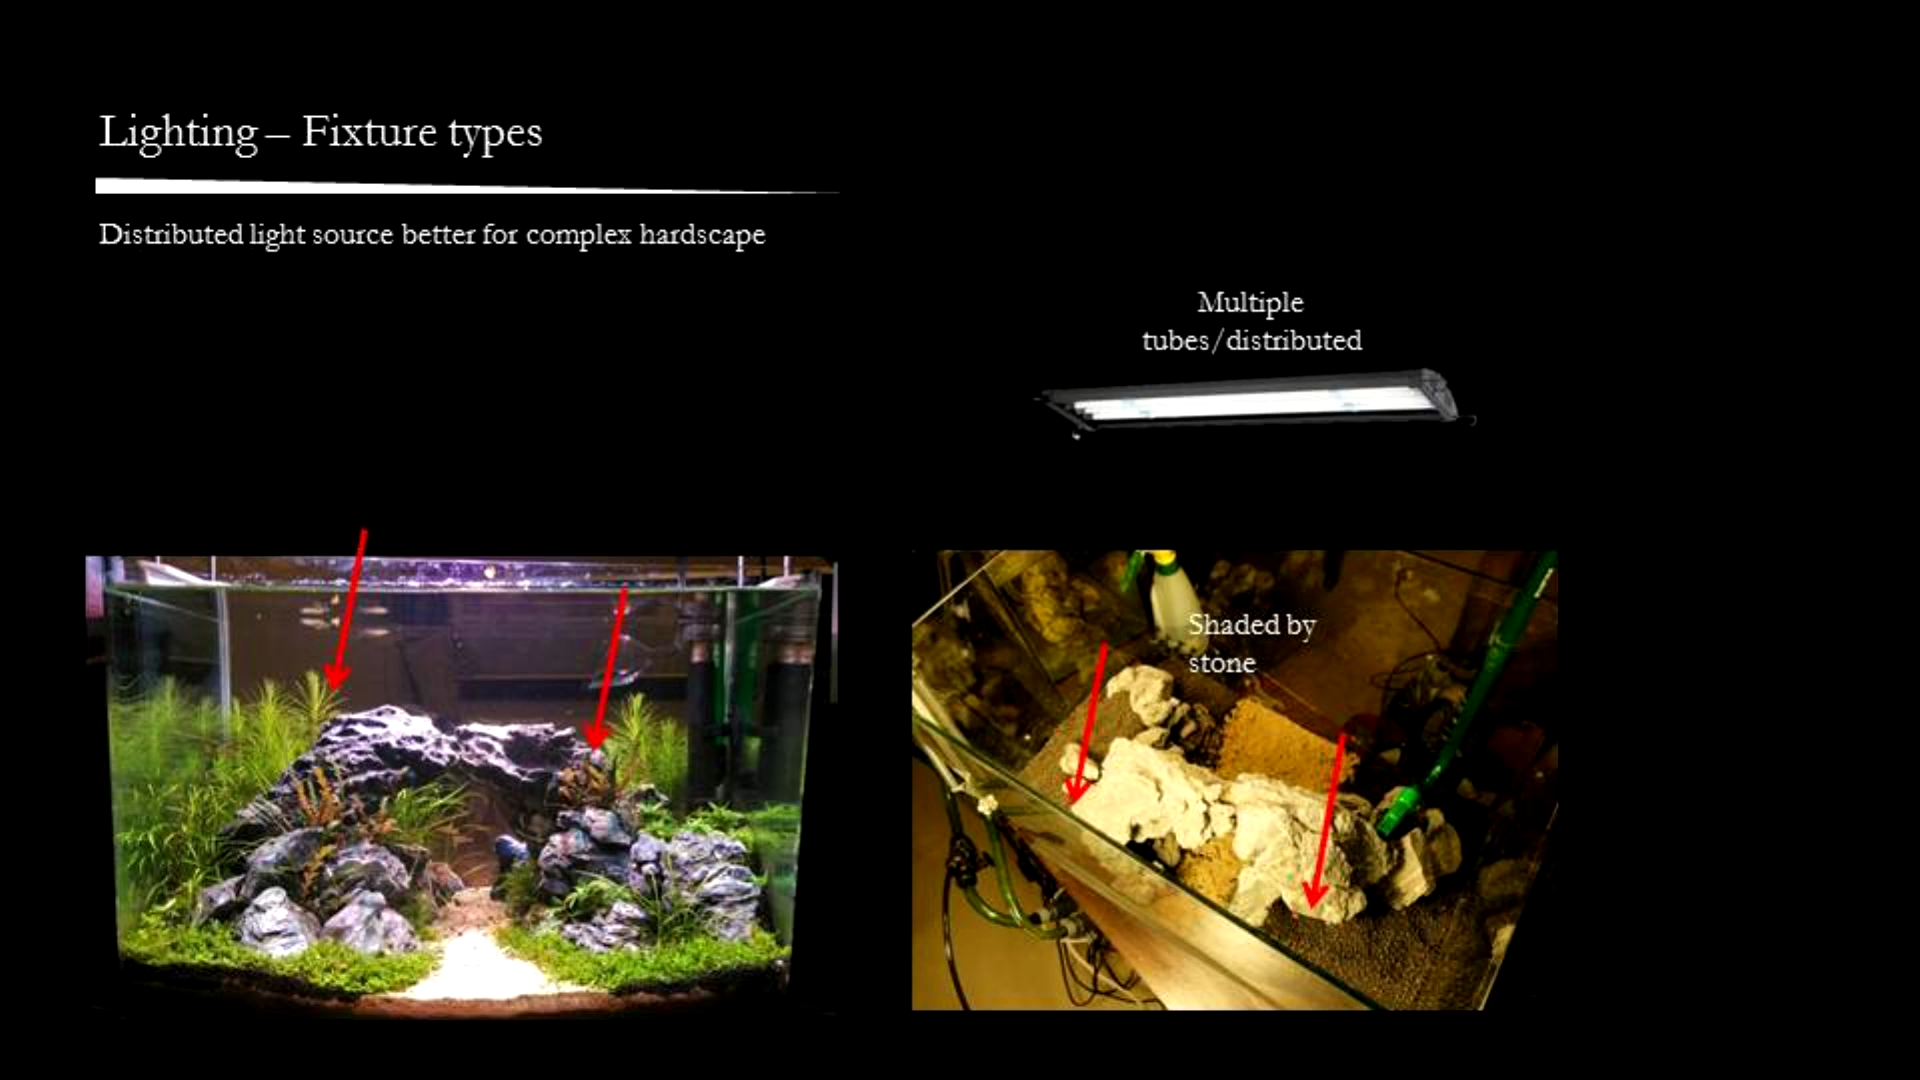 Lighting – Fixture types
Distributed light source better for complex hardscape
Multiple
tubes/distributed
Shaded by
stone